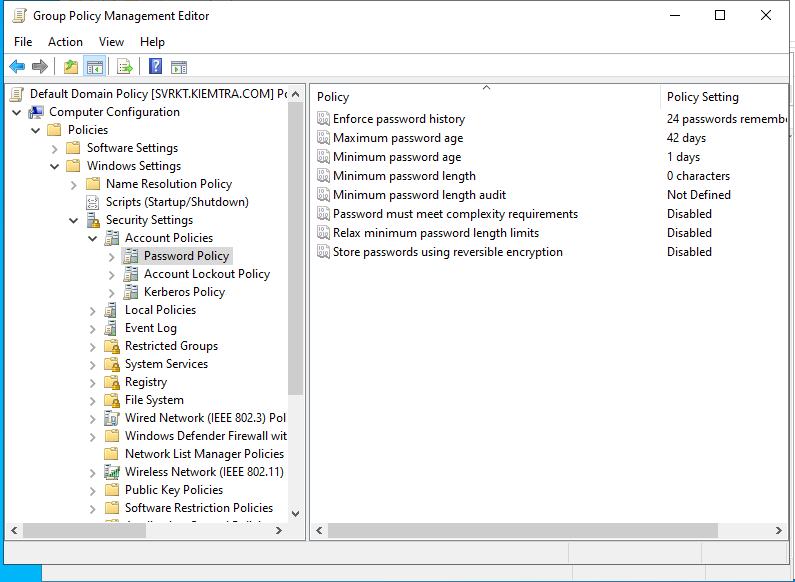 Group Policy Management Editor
File Action View Help
Default Domain Policy [SVRKT.KIEMTRA.COM] Po
Computer Configuration
Policies
Software Settings
Windows Settings
Name Resolution Policy
Scripts (Startup/Shutdown)
Security Settings
Account Policies
Password Policy
Account Lockout Policy
Kerberos Policy
Local Policies
Event Log
Restricted Groups
System Services
Registry
File System
Wired Network (IEEE 802.3) Pol
Windows Defender Firewall wit
Network List Manager Policies
Wireless Network (IEEE 802.11)
Public Key Policies
Software Restriction Policies
Policy Policy Setting
Enforce password history 24 passwords remembe
Maximum password age 42 days
Minimum password age 1 days
Minimum password length 0 characters
Minimum password length audit Not Defined
Password must meet complexity requirements Disabled
Relax minimum password length limits Disabled
Store passwords using reversible encryption Disabled